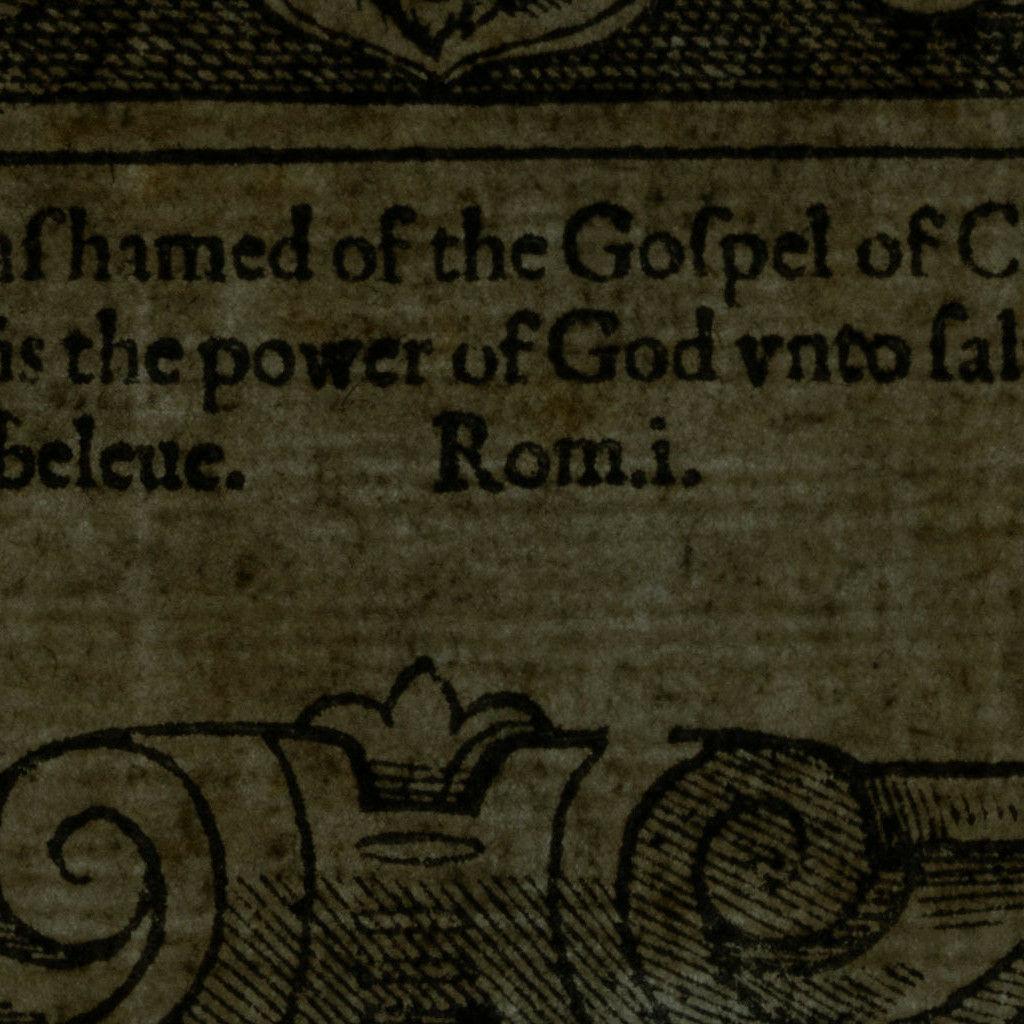 aſhamed of the Goſpel of C
is the power of God vnto ſal
beleue. Rom.i.